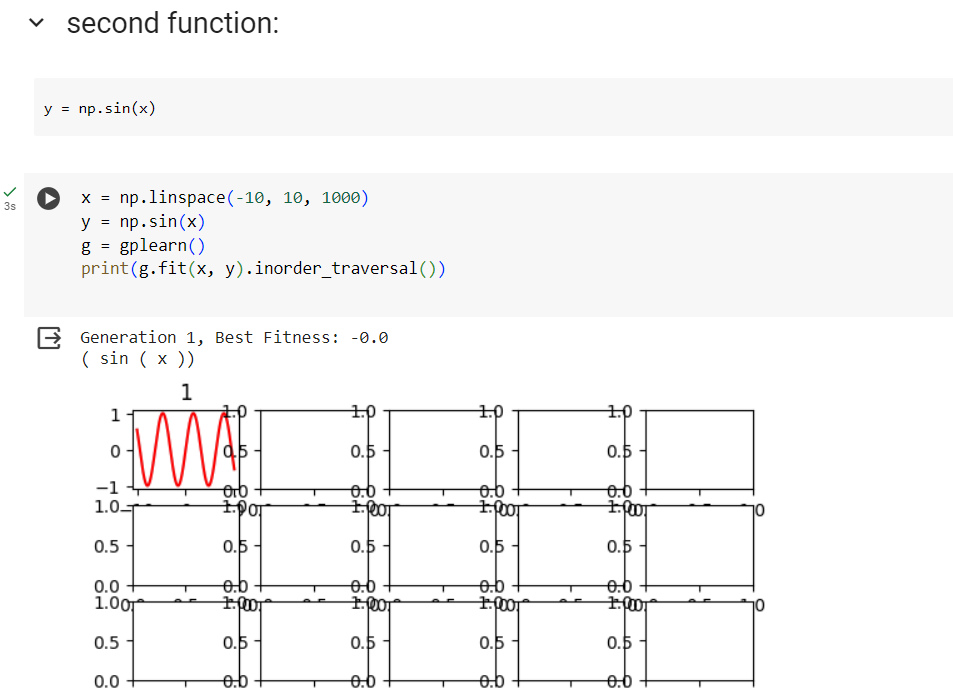 second function:
y = np.sin(x)
3s
x = np.linspace(-10, 10, 1000)
y = np.sin(x)
g = gplearn()
print(g.fit(x, y).inorder_traversal())
Generation 1, Best Fitness: -0.0
( sin ( x ))
1
1 1.0 1.0 1.0 1.0
0 0.5 0.5 0.5 0.5
−1 0.0 0.0 0.0 0.0
1.0 1.0 1.0 1.0 1.0
0.5 0.5 0.5 0.5 0.5
0.0 0.0 0.0 0.0 0.0
1.0 1.0 1.0 1.0 1.0
0.5 0.5 0.5 0.5 0.5
0.0 0.0 0.0 0.0 0.0